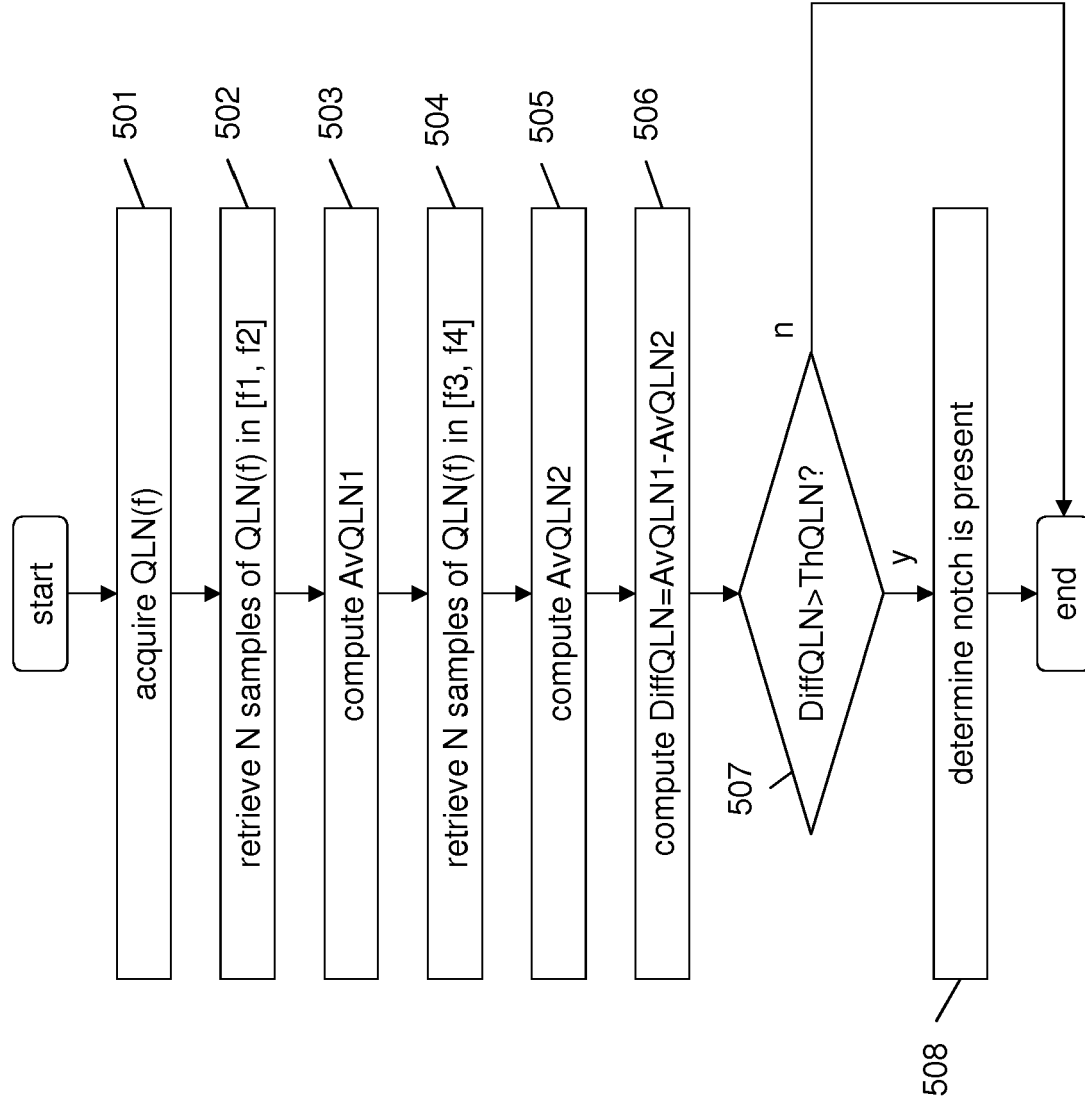 start
acquire QLN(f)
501
retrieve N samples of QLN(f) in [f1, f2]
502
compute AvQLN1
503
retrieve N samples of QLN(f) in [f3, f4]
504
compute AvQLN2
505
compute DiffQLN=AvQLN1-AvQLN2
506
507
DiffQLN>ThQLN?
n
y
determine notch is present
508
end